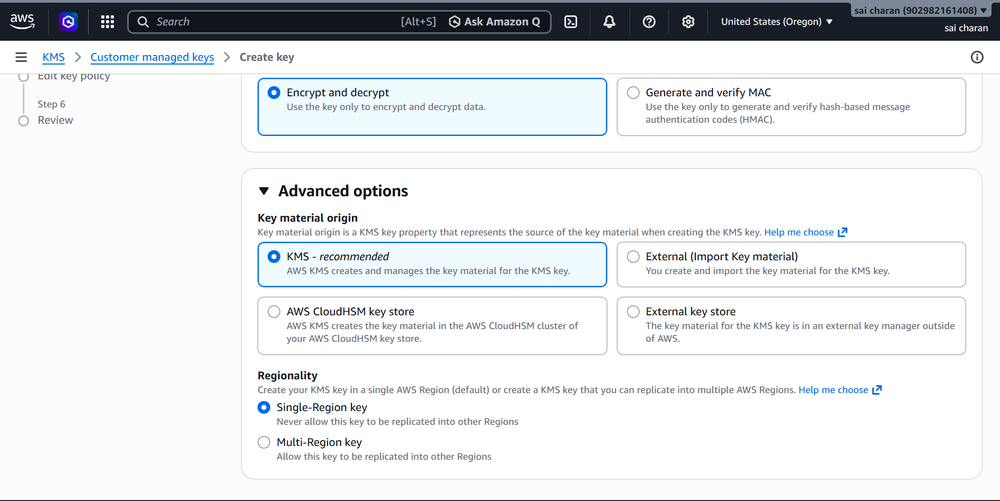 aws
Search
[Alt+S]
Ask Amazon Q
United States (Oregon)
sai charan (902982161408)
sai charan
KMS
Customer managed keys
Create key
Edit key policy
Step 6
Review
Encrypt and decrypt
Use the key only to encrypt and decrypt data.
Generate and verify MAC
Use the key only to generate and verify hash-based message
authentication codes (HMAC).
Advanced options
Key material origin
Key material origin is a KMS key property that represents the source of the key material when creating the KMS key. Help me choose
KMS - recommended
AWS KMS creates and manages the key material for the KMS key.
External (Import Key material)
You create and import the key material for the KMS key.
AWS CloudHSM key store
AWS KMS creates the key material in the AWS CloudHSM cluster of
your AWS CloudHSM key store.
External key store
The key material for the KMS key is in an external key manager outside
of AWS.
Regionality
Create your KMS key in a single AWS Region (default) or create a KMS key that you can replicate into multiple AWS Regions. Help me choose
Single-Region key
Never allow this key to be replicated into other Regions
Multi-Region key
Allow this key to be replicated into other Regions